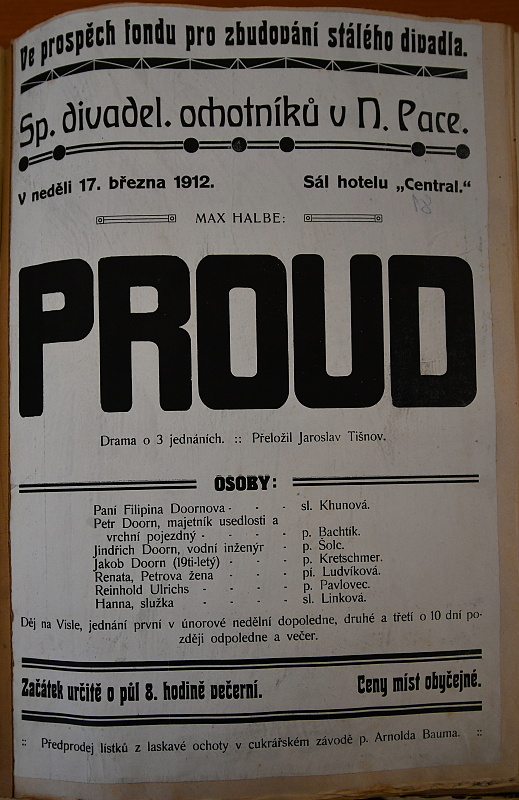 Ve prospěch fondu pro zbudování stálého divadla.
Sp. divadel. ochotníků v N. Pace.
V neděli 17. března 1912. Sál hotelu „Central.“
18
MAX HALBE:
PROUD
Drama o 3 jednáních. :: Přeložil Jaroslav Tišnov.
OSOBY:
Paní Filipina Doornova - - - sl. Khunová.
Petr Doorn, majetník usedlosti a
vrchní pojezdný - - - - - p. Bachtík.
Jindřich Doorn, vodní inženýr - p. Šolc.
Jakob Doorn (19ti-letý) - - - p. Kretschmer.
Renata, Petrova žena - - - - pí. Ludvíková.
Reinhold Ulrichs - - - - p. Pavlovec.
Hanna, služka - - - - sl. Linková.
Děj na Visle, jednání první v únorové nedělní dopoledne, druhé a třetí o 10 dní po-
zději odpoledne a večer.
Začátek určitě o půl 8. hodině večerní. Ceny míst obyčejné.
:: Předprodej lístků z laskavé ochoty v cukrářském závodě p. Arnolda Bauma. ::